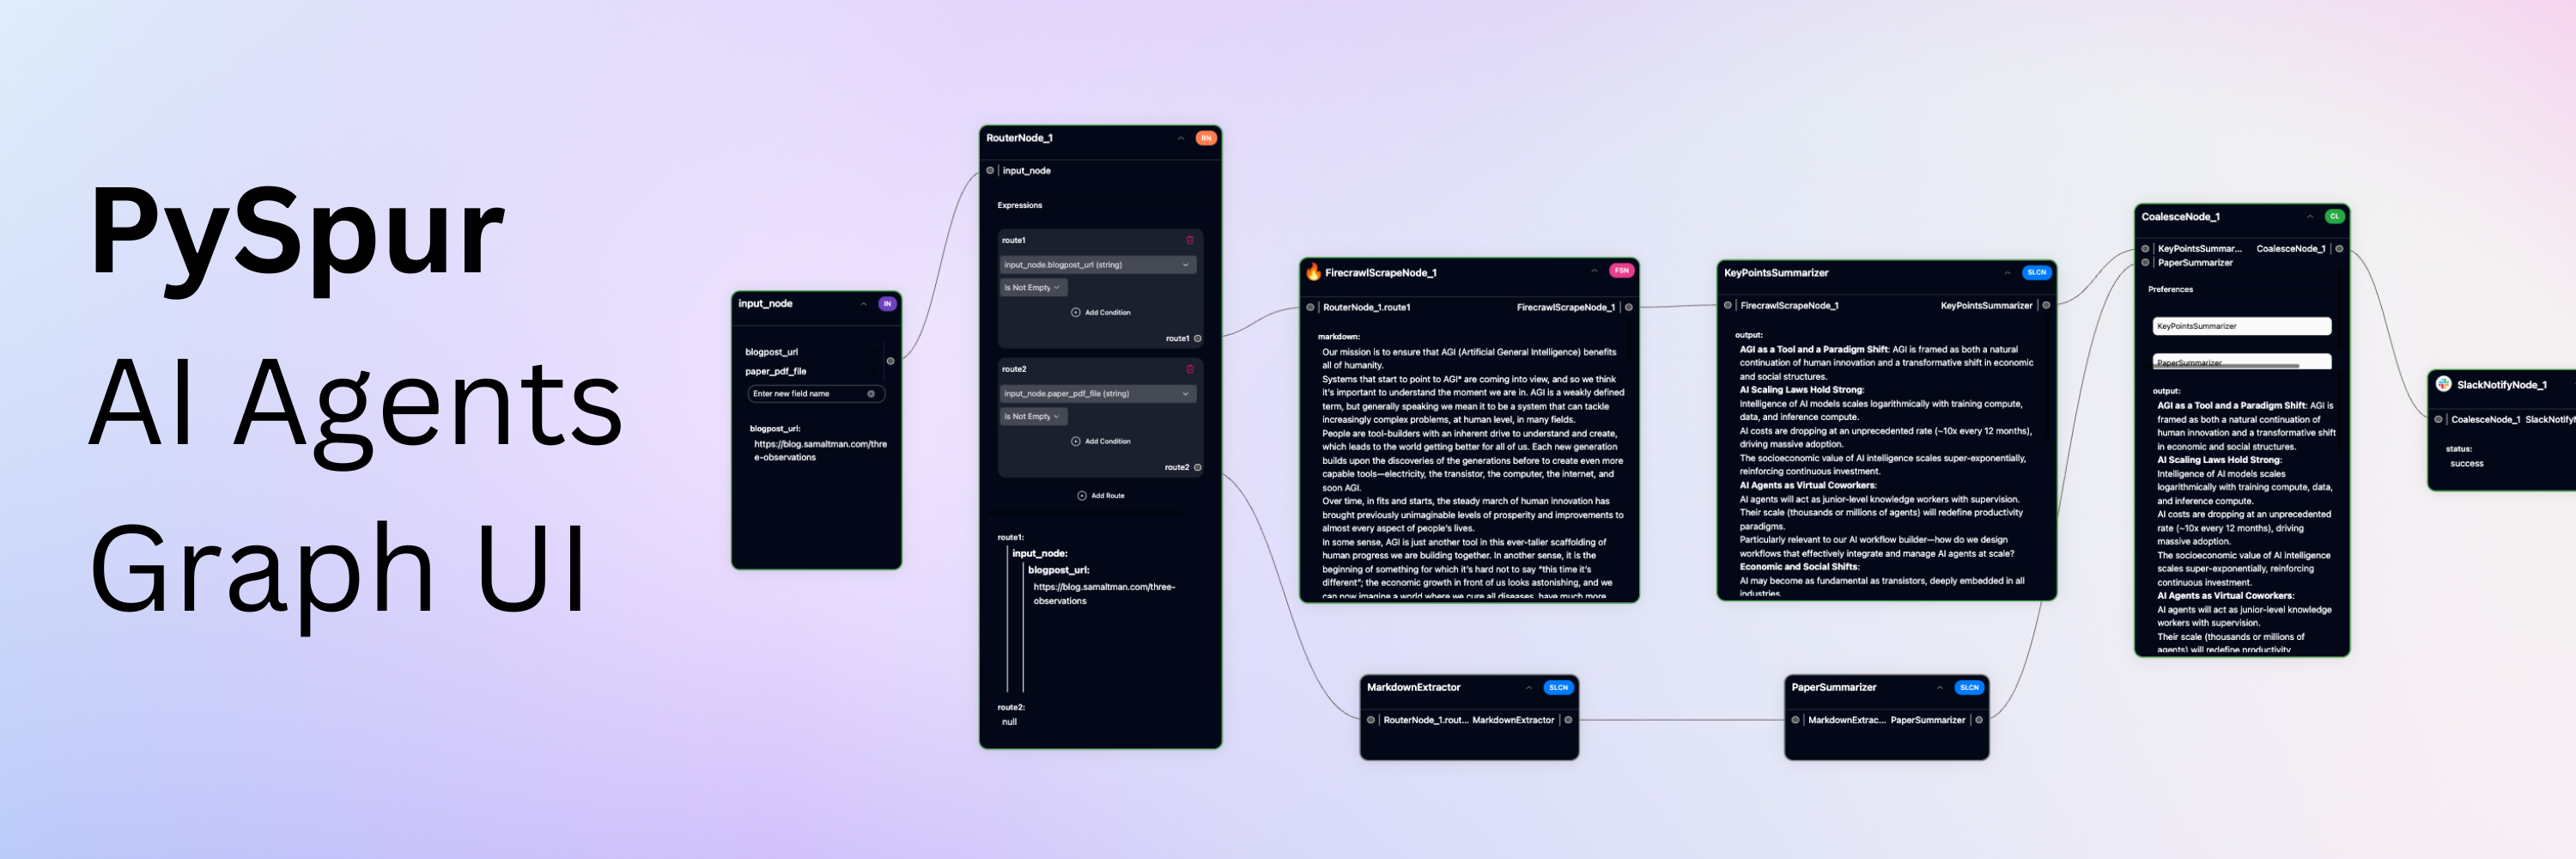 PySpur
AI Agents
Graph UI
input_node
IN
blogpost_url
paper_pdf_file
Enter new field name
blogpost_url:
https://blog.samaltman.com/thre
e-observations
RouterNode_1
RN
input_node
Expressions
route1
input_node.blogpost_url (string)
Is Not Empty
Add Condition
route1
route2
input_node.paper_pdf_file (string)
Is Not Empty
Add Condition
route2
Add Route
route1:
input_node:
blogpost_url:
https://blog.samaltman.com/three-
observations
route2:
null
FirecrawlScrapeNode_1
FSN
RouterNode_1.route1 FirecrawlScrapeNode_1
markdown:
Our mission is to ensure that AGI (Artificial General Intelligence) benefits
all of humanity.
Systems that start to point to AGI* are coming into view, and so we think
it's important to understand the moment we are in. AGI is a weakly defined
term, but generally speaking we mean it to be a system that can tackle
increasingly complex problems, at human level, in many fields.
People are tool-builders with an inherent drive to understand and create,
which leads to the world getting better for all of us. Each new generation
builds upon the discoveries of the generations before to create even more
capable tools—electricity, the transistor, the computer, the internet, and
soon AGI.
Over time, in fits and starts, the steady march of human innovation has
brought previously unimaginable levels of prosperity and improvements to
almost every aspect of people's lives.
In some sense, AGI is just another tool in this ever-taller scaffolding of
human progress we are building together. In another sense, it is the
beginning of something for which it's hard not to say "this time it's
different"; the economic growth in front of us looks astonishing, and we
can now imagine a world where we cure all diseases, have much more
MarkdownExtractor
SLCN
RouterNode_1.rout... MarkdownExtractor
KeyPointsSummarizer
SLCN
FirecrawlScrapeNode_1 KeyPointsSummarizer
output:
AGI as a Tool and a Paradigm Shift: AGI is framed as both a natural
continuation of human innovation and a transformative shift in economic
and social structures.
AI Scaling Laws Hold Strong:
Intelligence of AI models scales logarithmically with training compute,
data, and inference compute.
AI costs are dropping at an unprecedented rate (~10x every 12 months),
driving massive adoption.
The socioeconomic value of AI intelligence scales super-exponentially,
reinforcing continuous investment.
AI Agents as Virtual Coworkers:
AI agents will act as junior-level knowledge workers with supervision.
Their scale (thousands or millions of agents) will redefine productivity
paradigms.
Particularly relevant to our AI workflow builder—how do we design
workflows that effectively integrate and manage AI agents at scale?
Economic and Social Shifts:
AI may become as fundamental as transistors, deeply embedded in all
industries.
PaperSummarizer
SLCN
MarkdownExtrac... PaperSummarizer
CoalesceNode_1
CL
KeyPointsSummar... CoalesceNode_1
PaperSummarizer
Preferences
KeyPointsSummarizer
PaperSummarizer
output:
AGI as a Tool and a Paradigm Shift: AGI is
framed as both a natural continuation of
human innovation and a transformative shift
in economic and social structures.
AI Scaling Laws Hold Strong:
Intelligence of AI models scales
logarithmically with training compute, data,
and inference compute.
AI costs are dropping at an unprecedented
rate (~10x every 12 months), driving
massive adoption.
The socioeconomic value of AI intelligence
scales super-exponentially, reinforcing
continuous investment.
AI Agents as Virtual Coworkers:
AI agents will act as junior-level knowledge
workers with supervision.
Their scale (thousands or millions of
agents) will redefine productivity
SlackNotifyNode_1
CoalesceNode_1 SlackNotifyN
status:
success